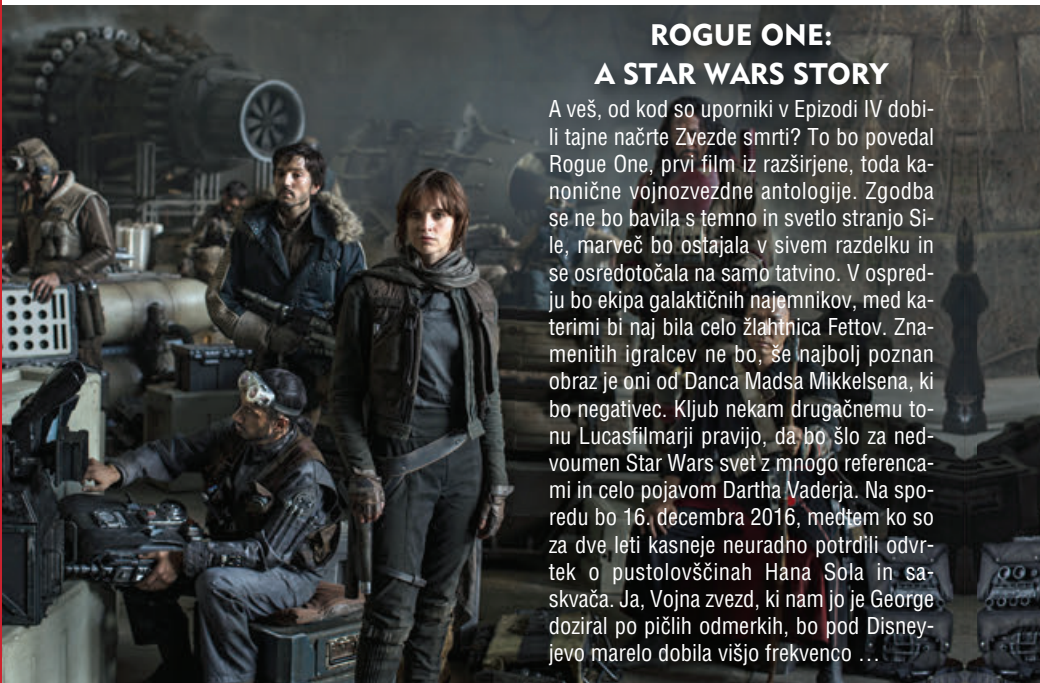 ROGUE ONE:
A STAR WARS STORY
A veš, od kod so uporniki v Epizodi IV dobi-
li tajne načrte Zvezde smrti? To bo povedal
Rogue One, prvi film iz razširjene, toda ka-
nonične vojnozvezdne antologije. Zgodba
se ne bo bavila s temno in svetlo stranjo Si-
le, marveč bo ostajala v sivem razdelku in
se osredotočala na samo tatvino. V ospred-
ju bo ekipa galaktičnih najemnikov, med ka-
terimi bi naj bila celo žlahtnica Fettov. Zna-
menitih igralcev ne bo, še najbolj poznan
obraz je oni od Danca Madsa Mikkelsena, ki
bo negativec. Kljub nekam drugačnemu to-
nu Lucasfilmarji pravijo, da bo šlo za ned-
voumen Star Wars svet z mnogo referenca-
mi in celo pojavom Dartha Vaderja. Na spo-
redu bo 16. decembra 2016, medtem ko so
za dve leti kasneje neuradno potrdili odvr-
tek o pustolovščinah Hana Sola in sa-
skvača. Ja, Vojna zvezd, ki nam jo je George
doziral po pičlih odmerkih, bo pod Disney-
jevo marelo dobila višjo frekvenco …